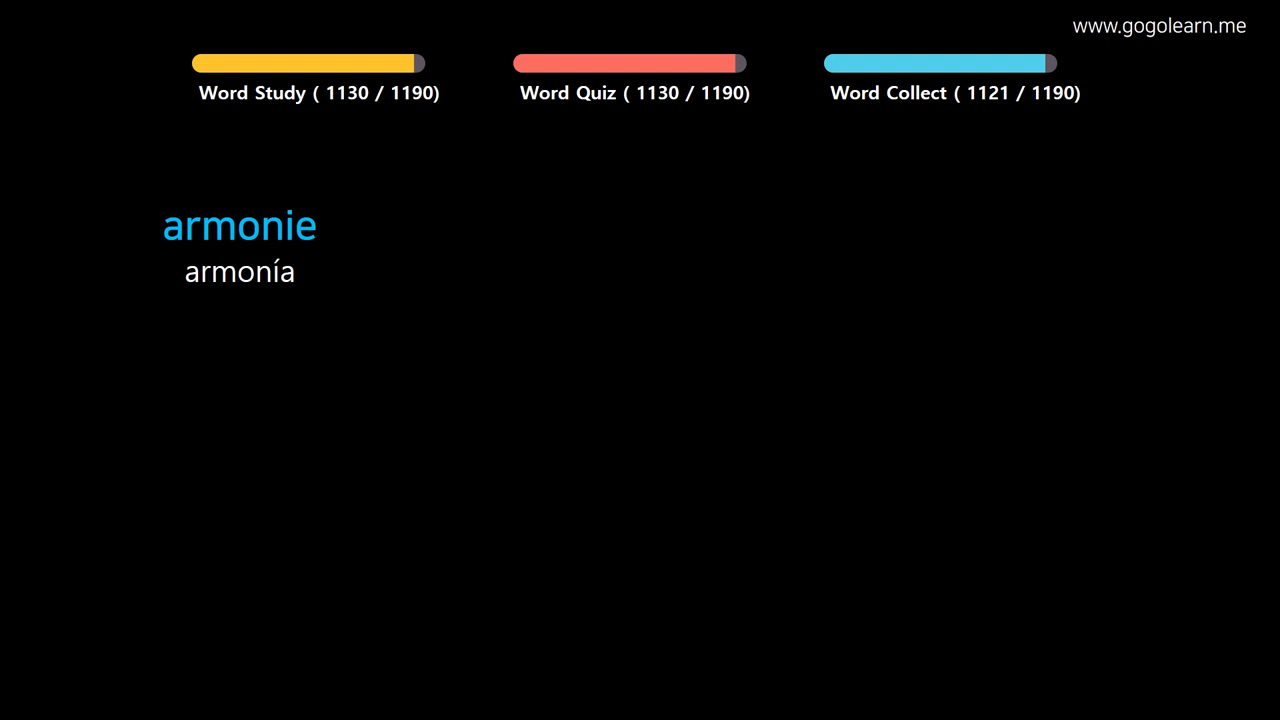 www.gogolearn.me
Word Study ( 1130 / 1190)
Word Quiz ( 1130 / 1190)
Word Collect ( 1121 / 1190)
armonie
armonía